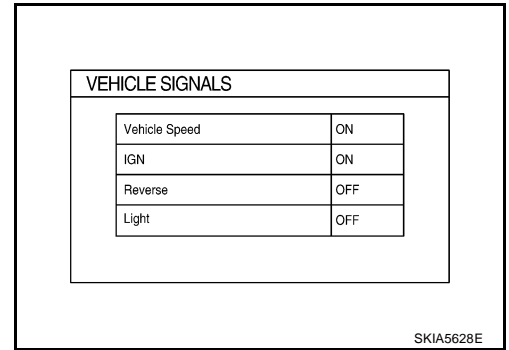 VEHICLE SIGNALS
Vehicle Speed ON
IGN ON
Reverse OFF
Light OFF
SKIA5628E